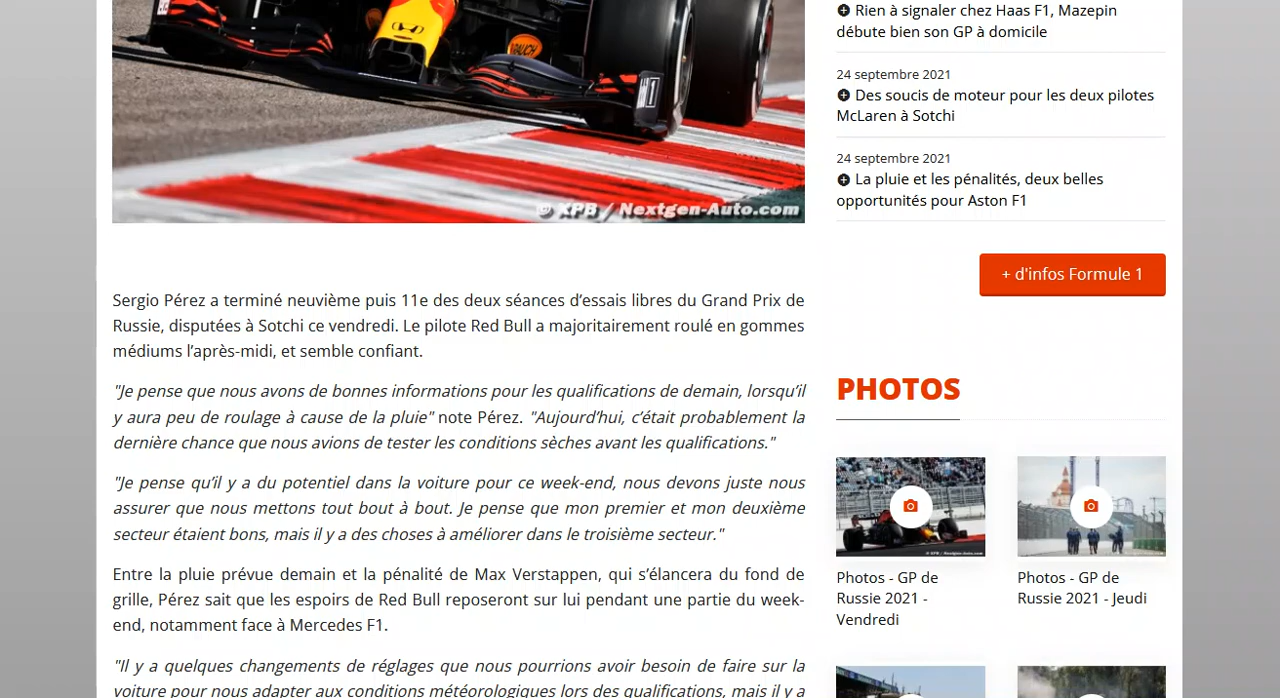 RAUCH
© XPB / Nextgen-Auto.com
Sergio Pérez a terminé neuvième puis 11e des deux séances d’essais libres du Grand Prix de
Russie, disputées à Sotchi ce vendredi. Le pilote Red Bull a majoritairement roulé en gommes
médiums l’après-midi, et semble confiant.
"Je pense que nous avons de bonnes informations pour les qualifications de demain, lorsqu’il
y aura peu de roulage à cause de la pluie" note Pérez. "Aujourd’hui, c’était probablement la
dernière chance que nous avions de tester les conditions sèches avant les qualifications."
"Je pense qu’il y a du potentiel dans la voiture pour ce week-end, nous devons juste nous
assurer que nous mettons tout bout à bout. Je pense que mon premier et mon deuxième
secteur étaient bons, mais il y a des choses à améliorer dans le troisième secteur."
Entre la pluie prévue demain et la pénalité de Max Verstappen, qui s’élancera du fond de
grille, Pérez sait que les espoirs de Red Bull reposeront sur lui pendant une partie du week-
end, notamment face à Mercedes F1.
"Il y a quelques changements de réglages que nous pourrions avoir besoin de faire sur la
voiture pour nous adapter aux conditions météorologiques lors des qualifications, mais il y a
Rien à signaler chez Haas F1, Mazepin
débute bien son GP à domicile
24 septembre 2021
Des soucis de moteur pour les deux pilotes
McLaren à Sotchi
24 septembre 2021
La pluie et les pénalités, deux belles
opportunités pour Aston F1
+ d'infos Formule 1
PHOTOS
Photos - GP de
Russie 2021 -
Vendredi
Photos - GP de
Russie 2021 - Jeudi